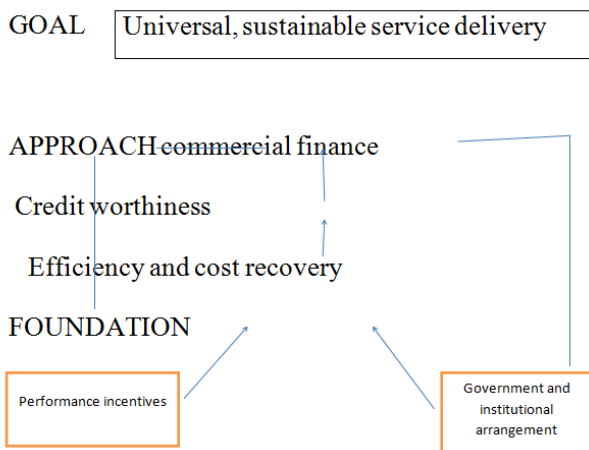 GOAL Universal, sustainable service delivery
APPROACH commercial finance
Credit worthiness
Efficiency and cost recovery
FOUNDATION
Performance incentives
Government and
institutional
arrangement